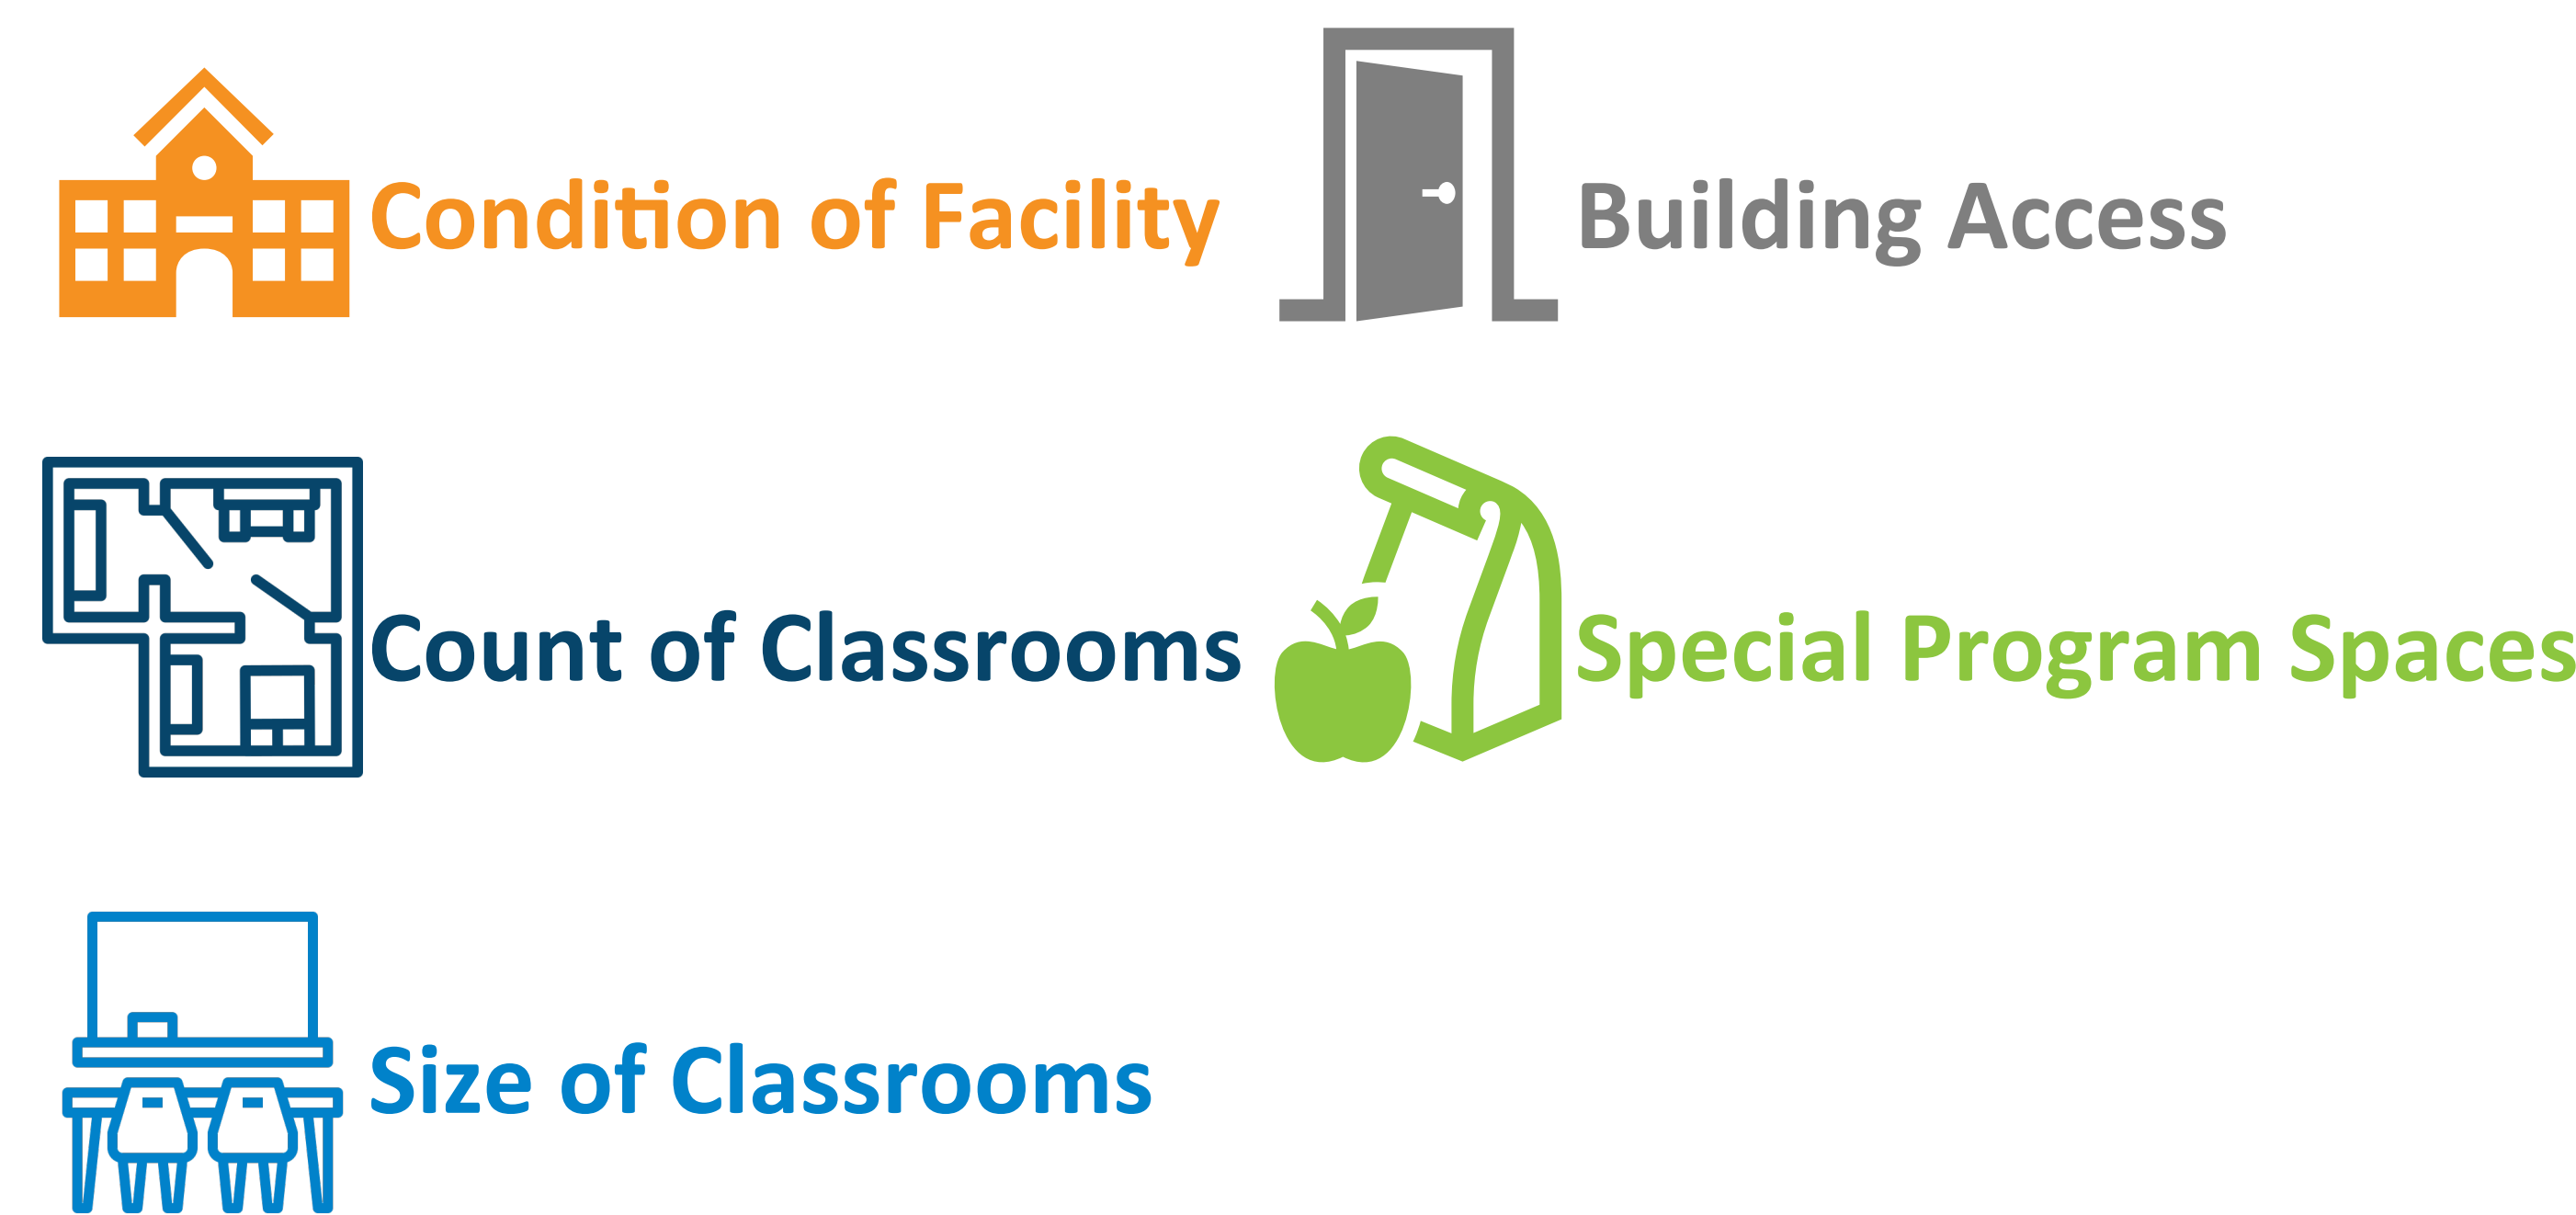 Condition of Facility
Building Access
Count of Classrooms
Special Program Spaces
Size of Classrooms